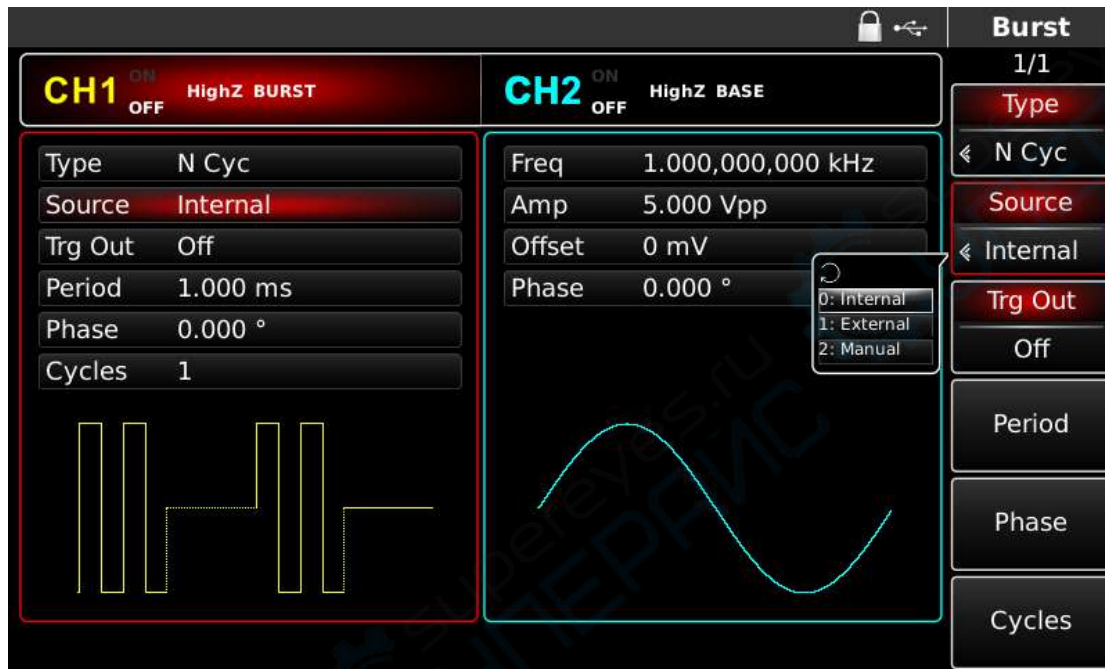 Burst
1/1
CH1 ON OFF HighZ BURST
CH2 ON OFF HighZ BASE
Type N Cyc
Source Internal
Trg Out Off
Period 1.000 ms
Phase 0.000 °
Cycles 1
Freq 1.000,000,000 kHz
Amp 5.000 Vpp
Offset 0 mV
Phase 0.000 °
0: Internal
1: External
2: Manual
Type
N Cyc
Source
Internal
Trg Out
Off
Period
Phase
Cycles
supereyes.ru